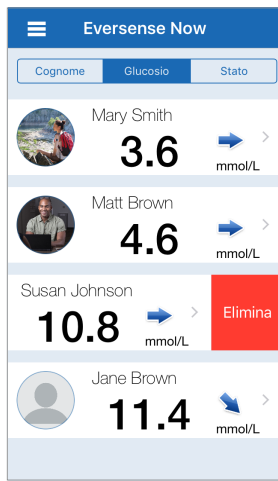 Eversense Now
Cognome Glucosio Stato
Mary Smith
3.6
mmol/L
Matt Brown
4.6
mmol/L
Susan Johnson
10.8
mmol/L
Elimina
Jane Brown
11.4
mmol/L